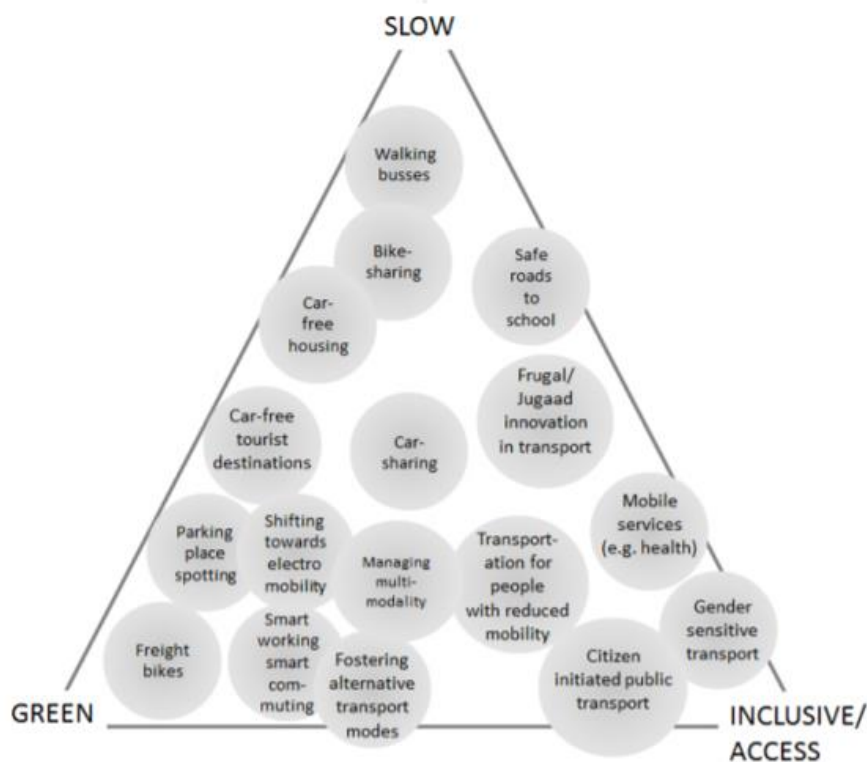 SLOW
Walking
busses
Bike-
sharing
Safe
roads
to
school
Car-
free
housing
Frugal/
Jugaad
innovation
in transport
Car-free
tourist
destinations
Car-
sharing
Mobile
services
(e.g. health)
Parking
place
spotting
Shifting
towards
electro
mobility
Managing
multi-
modality
Transport-
ation for
people
with reduced
mobility
Gender
sensitive
transport
Freight
bikes
Smart
working
smart
com-
muting
Fostering
alternative
transport
modes
Citizen
initiated public
transport
GREEN
INCLUSIVE/
ACCESS